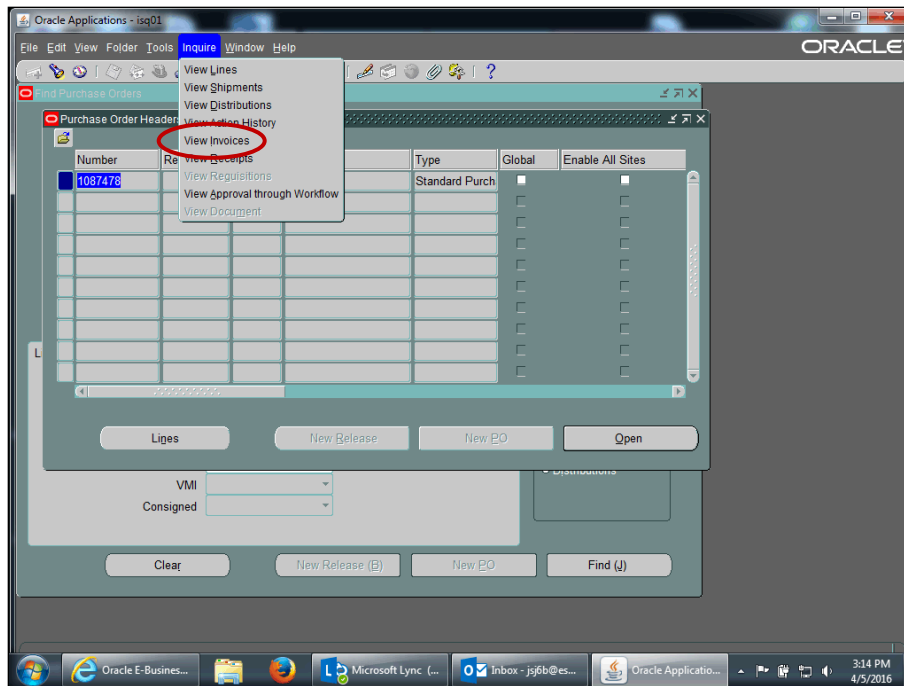 Oracle Applications - isq01
File Edit View Folder Tools Inquire Window Help
ORACLE
View Lines
View Shipments
View Distributions
View Action History
View Invoices
View Receipts
View Requisitions
View Approval through Workflow
View Document
Find Purchase Orders
Purchase Order Headers
Number Re Type Global Enable All Sites
1087478 Standard Purch
L
Lines New Release New PO Open
Distributions
VMI
Consigned
Clear New Release (B) New PO Find (J)
Oracle E-Busines... Microsoft Lync (... Inbox - jsj6b@es... Oracle Applicatio... 3:14 PM
4/5/2016